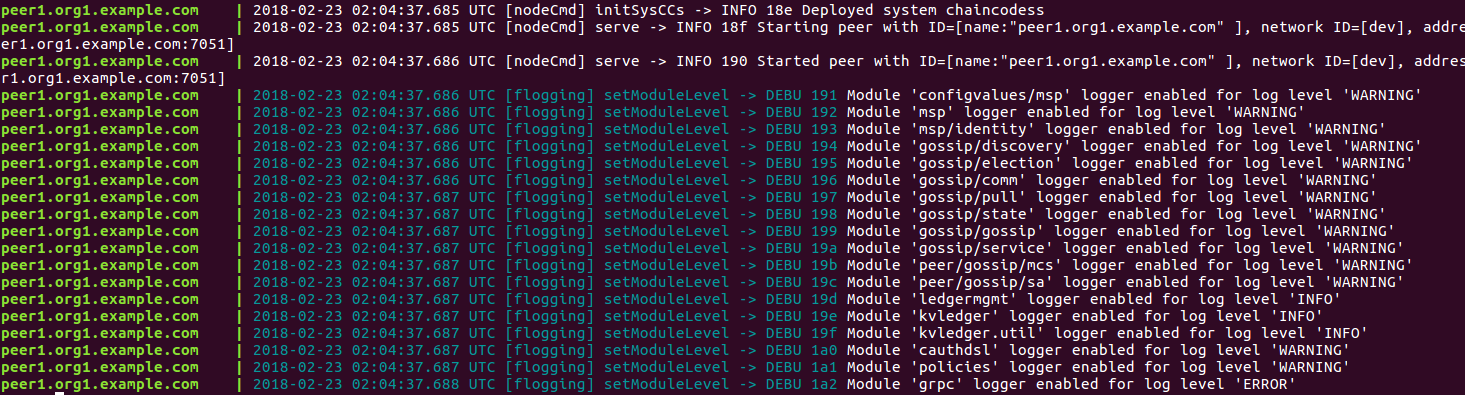 peer1.org1.example.com | 2018-02-23 02:04:37.685 UTC [nodeCmd] initSysCCs -> INFO 18e Deployed system chaincodess
peer1.org1.example.com | 2018-02-23 02:04:37.685 UTC [nodeCmd] serve -> INFO 18f Starting peer with ID=[name:"peer1.org1.example.com" ], network ID=[dev], addre
er1.org1.example.com:7051]
peer1.org1.example.com | 2018-02-23 02:04:37.686 UTC [nodeCmd] serve -> INFO 190 Started peer with ID=[name:"peer1.org1.example.com" ], network ID=[dev], addres
r1.org1.example.com:7051]
peer1.org1.example.com | 2018-02-23 02:04:37.686 UTC [flogging] setModuleLevel -> DEBU 191 Module 'configvalues/msp' logger enabled for log level 'WARNING'
peer1.org1.example.com | 2018-02-23 02:04:37.686 UTC [flogging] setModuleLevel -> DEBU 192 Module 'msp' logger enabled for log level 'WARNING'
peer1.org1.example.com | 2018-02-23 02:04:37.686 UTC [flogging] setModuleLevel -> DEBU 193 Module 'msp/identity' logger enabled for log level 'WARNING'
peer1.org1.example.com | 2018-02-23 02:04:37.686 UTC [flogging] setModuleLevel -> DEBU 194 Module 'gossip/discovery' logger enabled for log level 'WARNING'
peer1.org1.example.com | 2018-02-23 02:04:37.686 UTC [flogging] setModuleLevel -> DEBU 195 Module 'gossip/election' logger enabled for log level 'WARNING'
peer1.org1.example.com | 2018-02-23 02:04:37.686 UTC [flogging] setModuleLevel -> DEBU 196 Module 'gossip/comm' logger enabled for log level 'WARNING'
peer1.org1.example.com | 2018-02-23 02:04:37.687 UTC [flogging] setModuleLevel -> DEBU 197 Module 'gossip/pull' logger enabled for log level 'WARNING'
peer1.org1.example.com | 2018-02-23 02:04:37.687 UTC [flogging] setModuleLevel -> DEBU 198 Module 'gossip/state' logger enabled for log level 'WARNING'
peer1.org1.example.com | 2018-02-23 02:04:37.687 UTC [flogging] setModuleLevel -> DEBU 199 Module 'gossip/gossip' logger enabled for log level 'WARNING'
peer1.org1.example.com | 2018-02-23 02:04:37.687 UTC [flogging] setModuleLevel -> DEBU 19a Module 'gossip/service' logger enabled for log level 'WARNING'
peer1.org1.example.com | 2018-02-23 02:04:37.687 UTC [flogging] setModuleLevel -> DEBU 19b Module 'peer/gossip/mcs' logger enabled for log level 'WARNING'
peer1.org1.example.com | 2018-02-23 02:04:37.687 UTC [flogging] setModuleLevel -> DEBU 19c Module 'peer/gossip/sa' logger enabled for log level 'WARNING'
peer1.org1.example.com | 2018-02-23 02:04:37.687 UTC [flogging] setModuleLevel -> DEBU 19d Module 'ledgermgmt' logger enabled for log level 'INFO'
peer1.org1.example.com | 2018-02-23 02:04:37.687 UTC [flogging] setModuleLevel -> DEBU 19e Module 'kvledger' logger enabled for log level 'INFO'
peer1.org1.example.com | 2018-02-23 02:04:37.687 UTC [flogging] setModuleLevel -> DEBU 19f Module 'kvledger.util' logger enabled for log level 'INFO'
peer1.org1.example.com | 2018-02-23 02:04:37.687 UTC [flogging] setModuleLevel -> DEBU 1a0 Module 'cauthdsl' logger enabled for log level 'WARNING'
peer1.org1.example.com | 2018-02-23 02:04:37.687 UTC [flogging] setModuleLevel -> DEBU 1a1 Module 'policies' logger enabled for log level 'WARNING'
peer1.org1.example.com | 2018-02-23 02:04:37.688 UTC [flogging] setModuleLevel -> DEBU 1a2 Module 'grpc' logger enabled for log level 'ERROR'